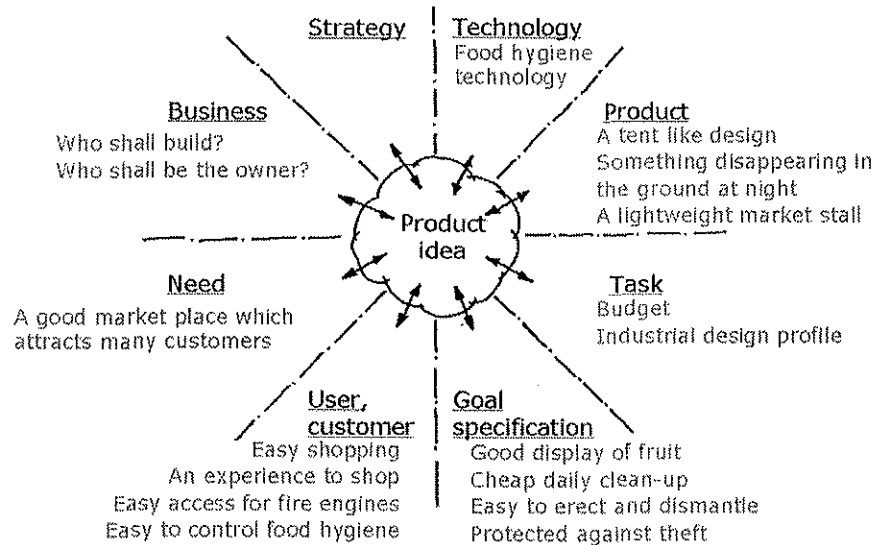 Strategy
Technology
Food hygiene
technology
Business
Who shall build?
Who shall be the owner?
Product
A tent like design
Something disappearing in
the ground at night
A lightweight market stall
Product
idea
Need
A good market place which
attracts many customers
Task
Budget
Industrial design profile
User,
customer
Easy shopping
An experience to shop
Easy access for fire engines
Easy to control food hygiene
Goal
specification
Good display of fruit
Cheap daily clean-up
Easy to erect and dismantle
Protected against theft